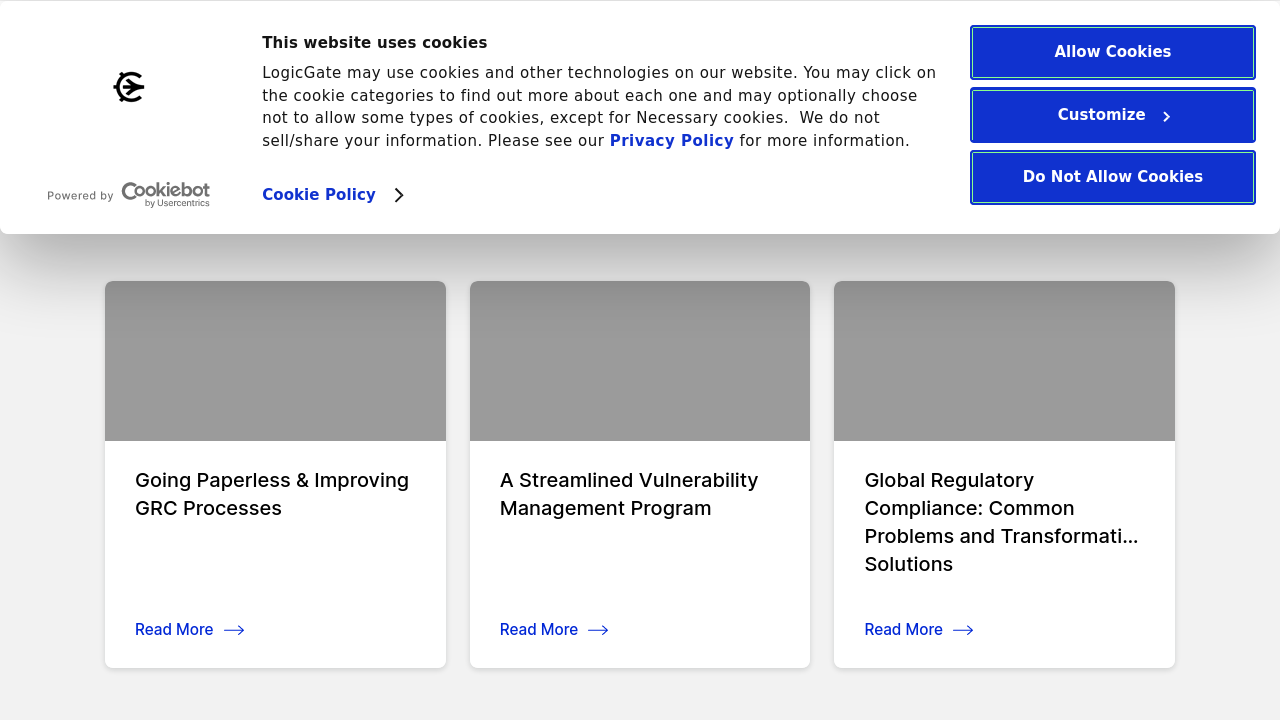 This website uses cookies
LogicGate may use cookies and other technologies on our website. You may click on
the cookie categories to find out more about each one and may optionally choose
not to allow some types of cookies, except for Necessary cookies.  We do not
sell/share your information. Please see our Privacy Policy for more information.
Powered by Cookiebot
by Usercentrics
Cookie Policy
Allow Cookies
Customize
Do Not Allow Cookies
Going Paperless & Improving
GRC Processes
Read More
A Streamlined Vulnerability
Management Program
Read More
Global Regulatory
Compliance: Common
Problems and Transformati...
Solutions
Read More